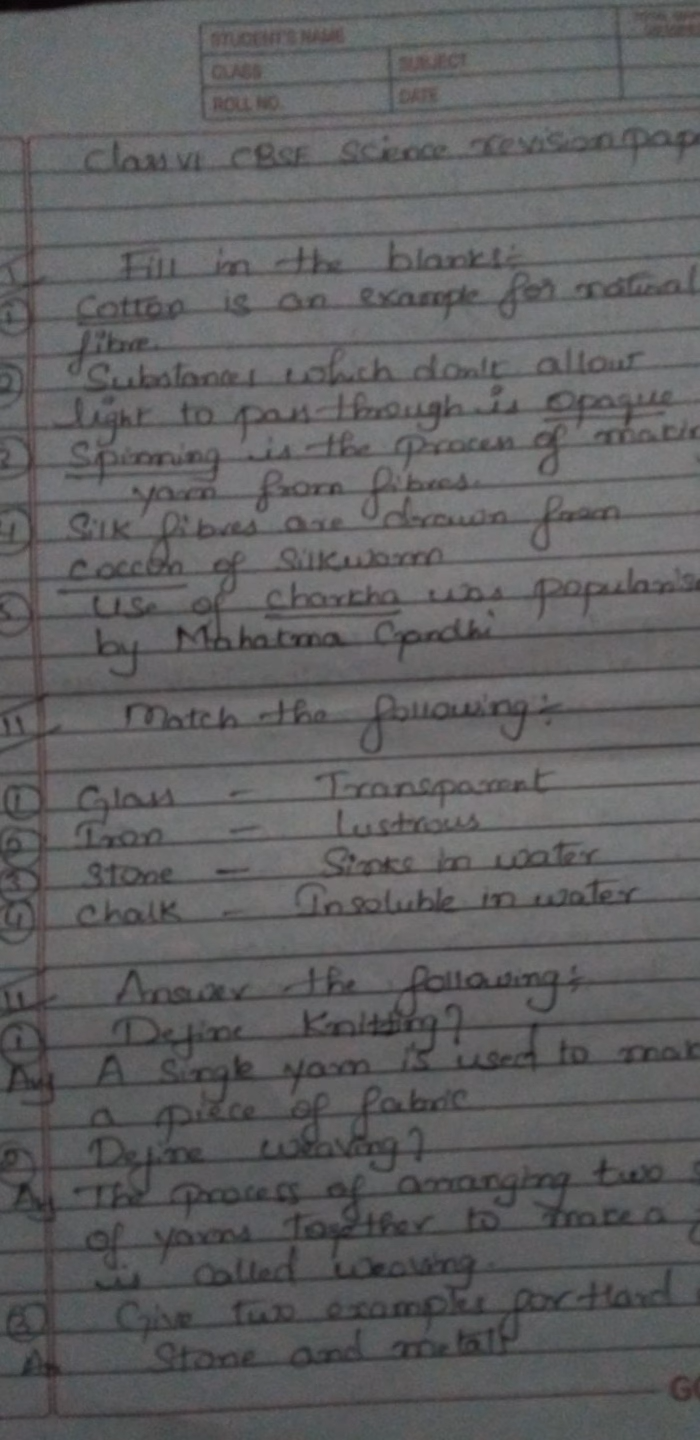 STUDENT'S NAME
CLASS
SUBJECT
ROLL NO.
DATE
Class VI CBSE Science revision pap
I Fill in the blanks:-
① Cotton is an example for natural
fibre.
② Substances which don't allow
light to pass through is opaque
③ Spinning is the process of makin
yarn from fibres.
④ Silk fibres are drawn from
coccon of silkworm
⑤ Use of charkha was popularise
by Mahatma Gandhi
II Match the following:-
① Glass - Transparent
② Iron - lustrous
③ Stone - Sinks in water
④ chalk - Insoluble in water
II Answer the following:-
① Define Knitting?
Ans A Single yarn is used to mak
a piece of fabric
② Define weaving?
Ans The process of arranging two s
of yarns together to make a f
is called weaving.
③ Give two examples for Hard
An Stone and metals
GO